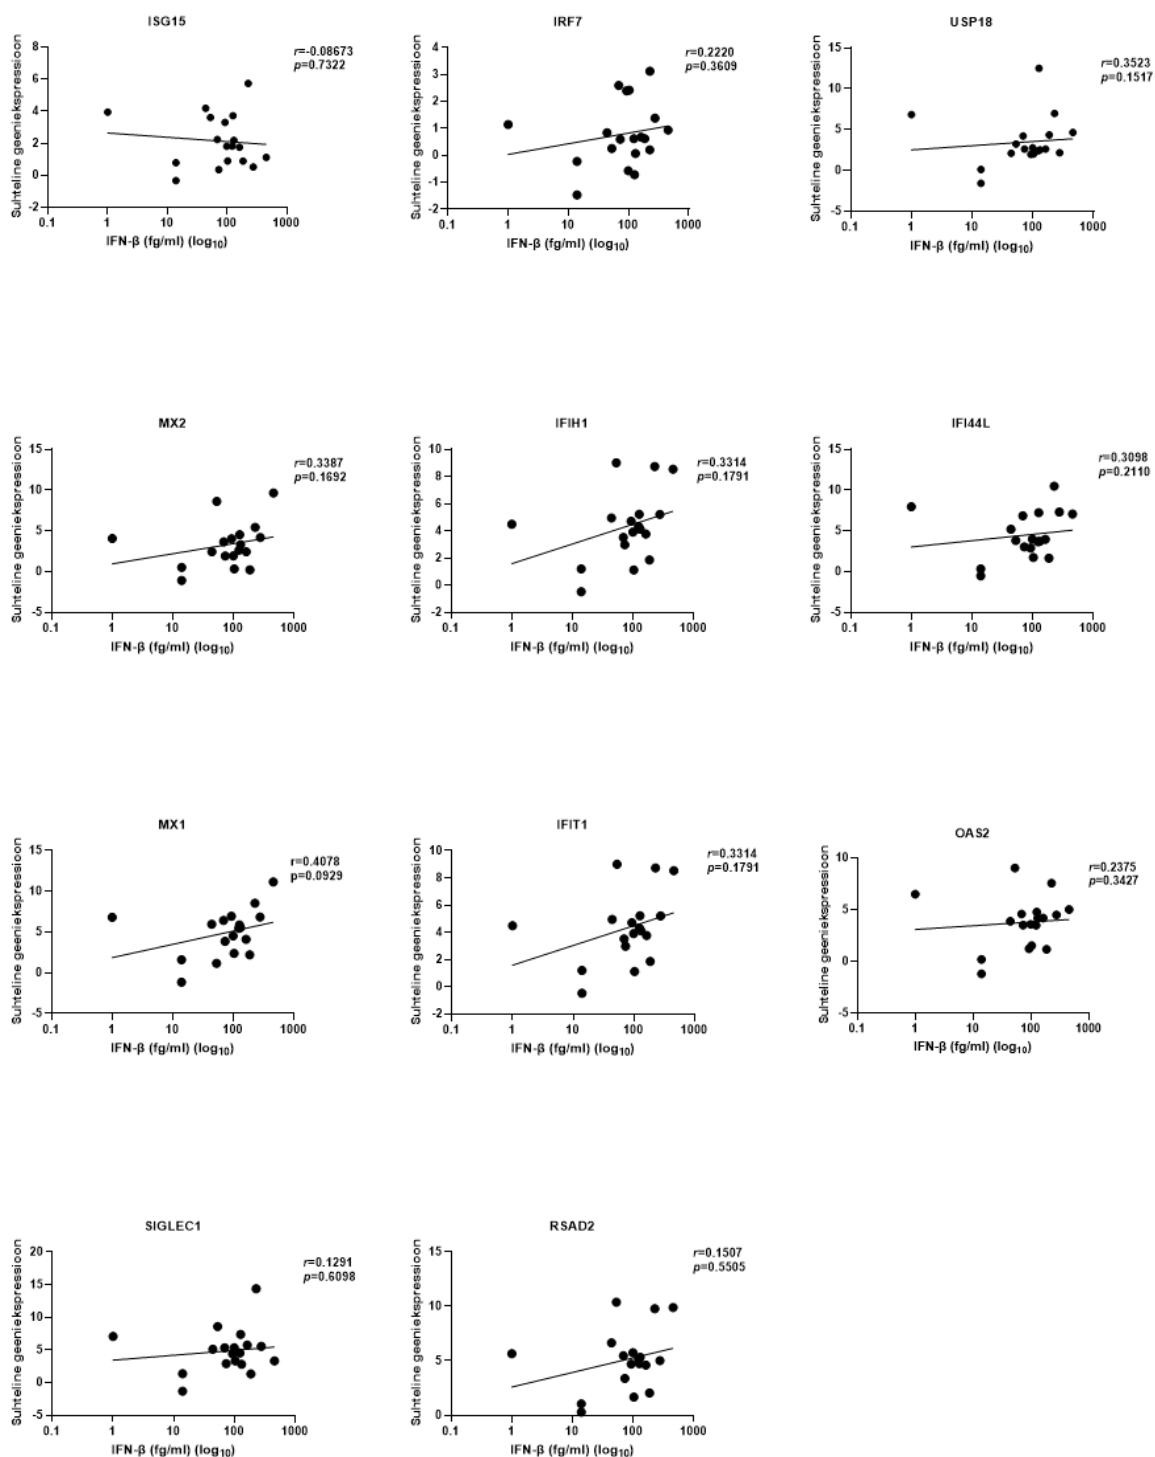 ISG15
r=-0.08673
p=0.7322
Suhteline geeniekspressioon
8
6
4
2
0
-2
0.1
1
10
100
1000
IFN-β (fg/ml) (log10)
IRF7
r=0.2220
p=0.3609
Suhteline geeniekspressioon
4
3
2
1
0
-1
-2
0.1
1
10
100
1000
IFN-β (fg/ml) (log10)
USP18
r=0.3523
p=0.1517
Suhteline geeniekspressioon
15
10
5
0
-5
0.1
1
10
100
1000
IFN-β (fg/ml) (log10)
MX2
r=0.3387
p=0.1692
Suhteline geeniekspressioon
15
10
5
0
-5
0.1
1
10
100
1000
IFN-β (fg/ml) (log10)
IFIH1
r=0.3314
p=0.1791
Suhteline geeniekspressioon
10
8
6
4
2
0
-2
0.1
1
10
100
1000
IFN-β (fg/ml) (log10)
IFI44L
r=0.3098
p=0.2110
Suhteline geeniekspressioon
15
10
5
0
-5
0.1
1
10
100
1000
IFN-β (fg/ml) (log10)
MX1
r=0.4078
p=0.0929
Suhteline geeniekspressioon
15
10
5
0
-5
0.1
1
10
100
1000
IFN-β (fg/ml) (log10)
IFIT1
r=0.3314
p=0.1791
Suhteline geeniekspressioon
10
8
6
4
2
0
-2
0.1
1
10
100
1000
IFN-β (fg/ml) (log10)
OAS2
r=0.2375
p=0.3427
Suhteline geeniekspressioon
10
5
0
-5
0.1
1
10
100
1000
IFN-β (fg/ml) (log10)
SIGLEC1
r=0.1291
p=0.6098
Suhteline geeniekspressioon
20
15
10
5
0
-5
0.1
1
10
100
1000
IFN-β (fg/ml) (log10)
RSAD2
r=0.1507
p=0.5505
Suhteline geeniekspressioon
15
10
5
0
0.1
1
10
100
1000
IFN-β (fg/ml) (log10)